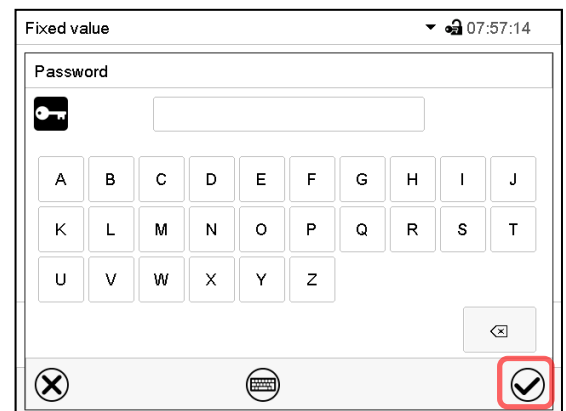 Fixed value 07:57:14
Password
A B C D E F G H I J
K L M N O P Q R S T
U V W X Y Z